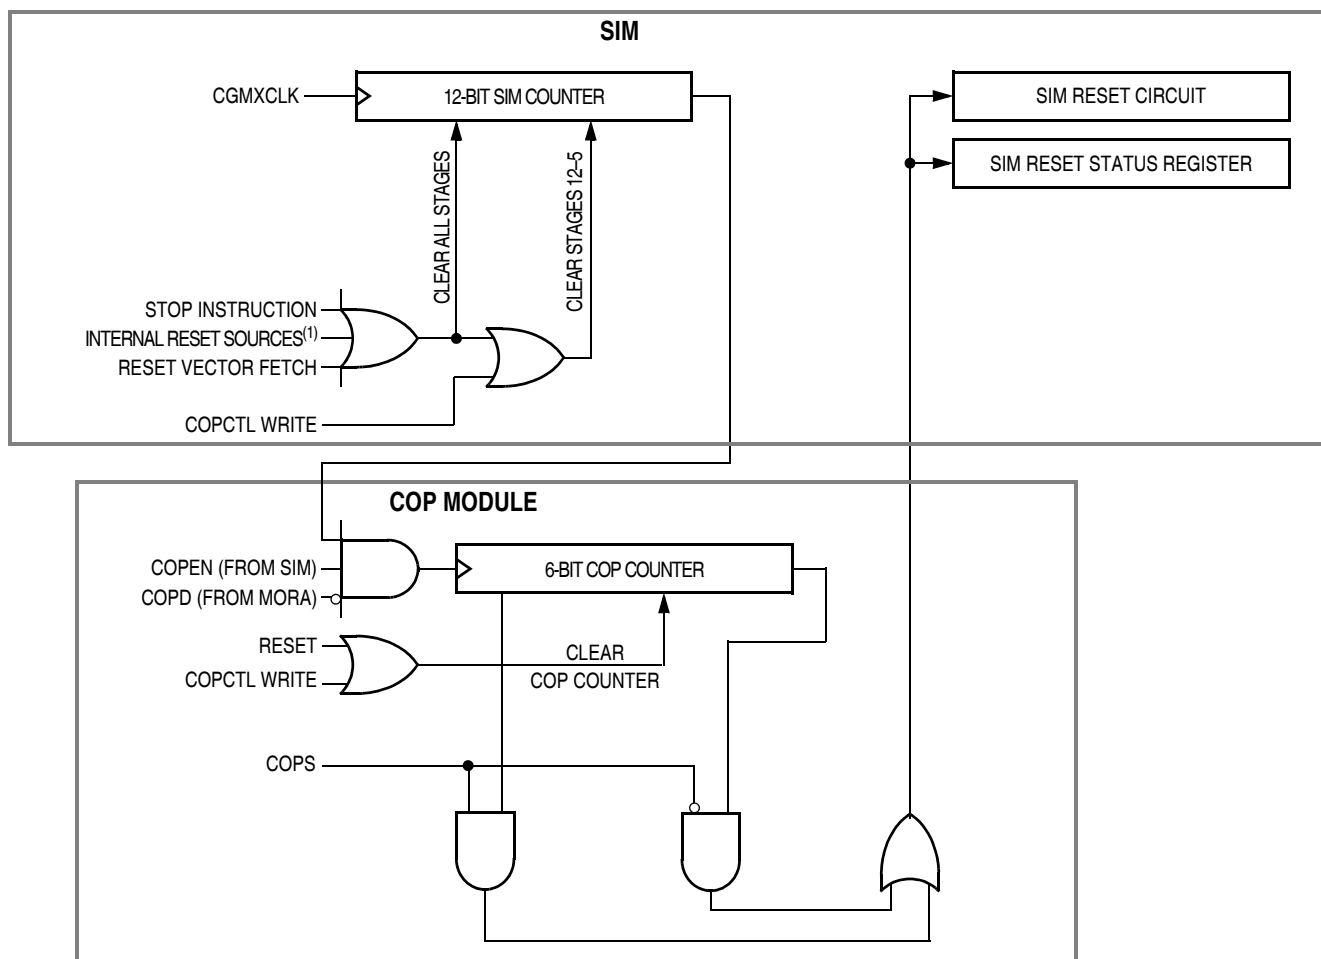 SIM
CGMXCLK
12-BIT SIM COUNTER
SIM RESET CIRCUIT
SIM RESET STATUS REGISTER
CLEAR ALL STAGES
CLEAR STAGES 12–5
STOP INSTRUCTION
INTERNAL RESET SOURCES(1)
RESET VECTOR FETCH
COPCTL WRITE
COP MODULE
COPEN (FROM SIM)
COPD (FROM MORA)
6-BIT COP COUNTER
RESET
COPCTL WRITE
CLEAR
COP COUNTER
COPS